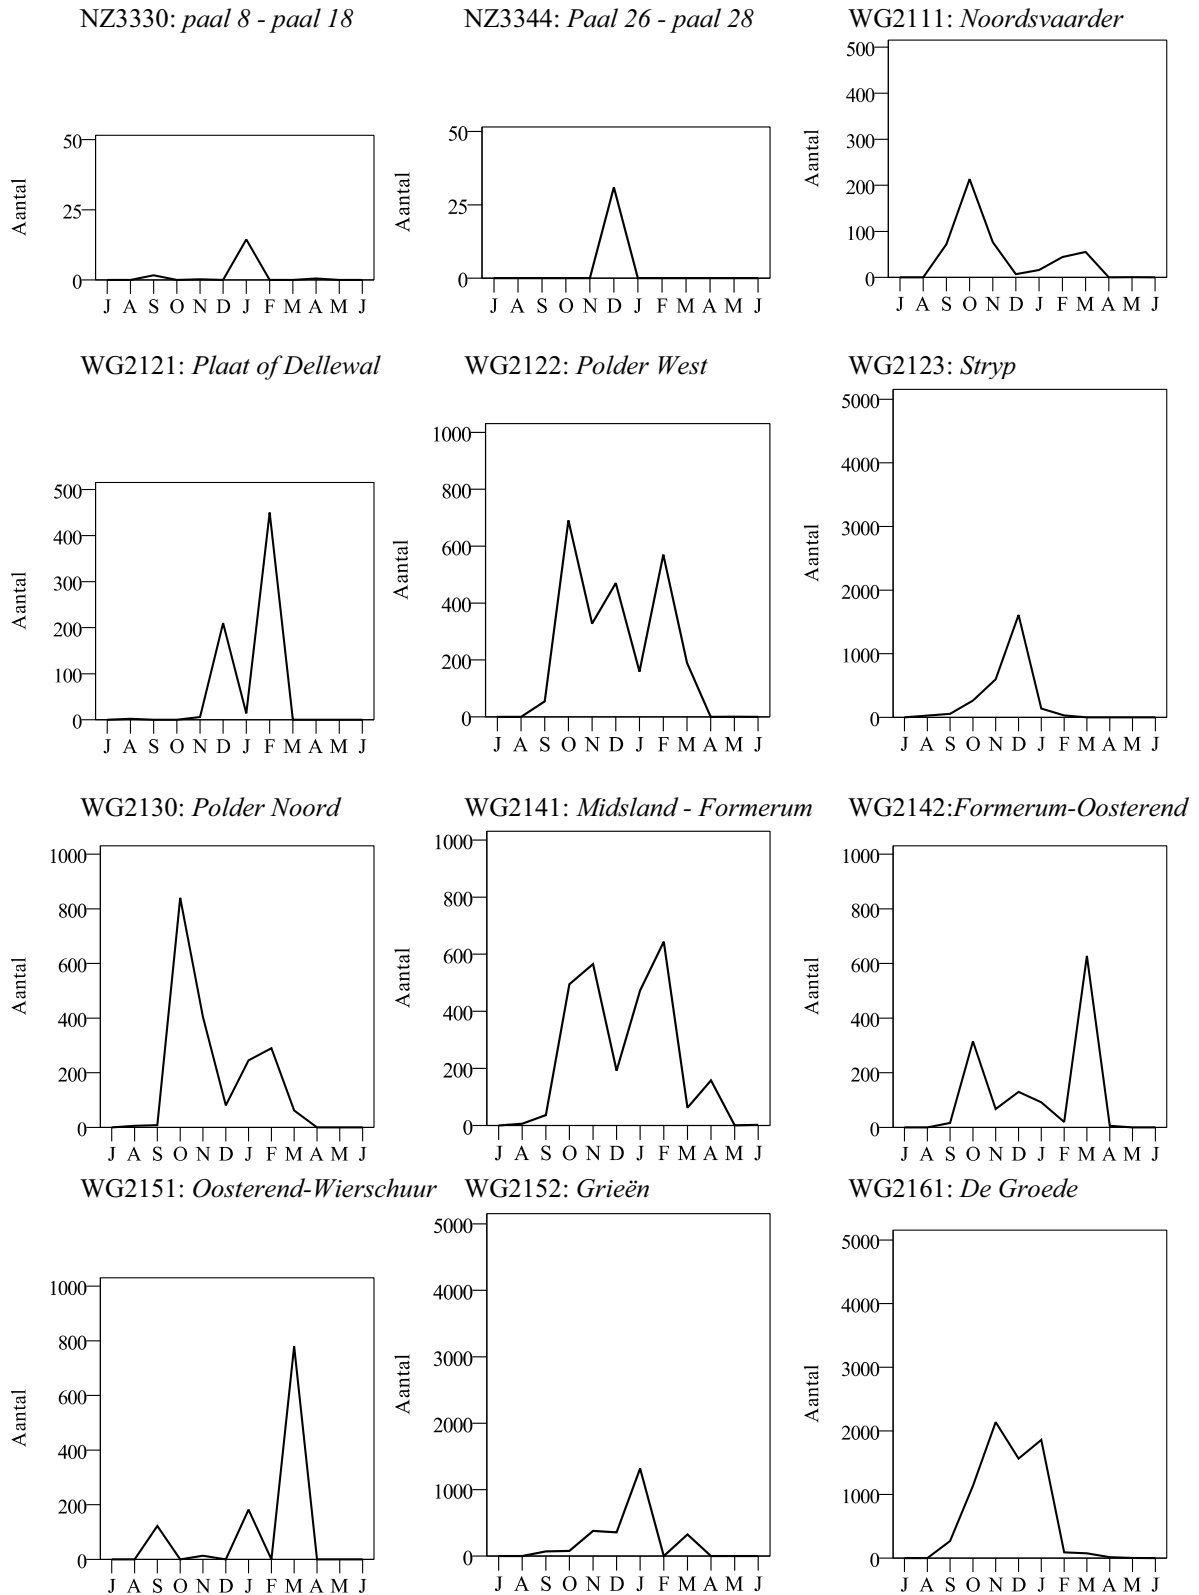 NZ3330: paal 8 - paal 18
50
25
0
Aantal
J A S O N D J F M A M J
NZ3344: Paal 26 - paal 28
50
25
0
Aantal
J A S O N D J F M A M J
WG2111: Noordsvaarder
500
400
300
200
100
0
Aantal
J A S O N D J F M A M J
WG2121: Plaat of Dellewal
500
400
300
200
100
0
Aantal
J A S O N D J F M A M J
WG2122: Polder West
1000
800
600
400
200
0
Aantal
J A S O N D J F M A M J
WG2123: Stryp
5000
4000
3000
2000
1000
0
Aantal
J A S O N D J F M A M J
WG2130: Polder Noord
1000
800
600
400
200
0
Aantal
J A S O N D J F M A M J
WG2141: Midsland - Formerum
1000
800
600
400
200
0
Aantal
J A S O N D J F M A M J
WG2142:Formerum-Oosterend
1000
800
600
400
200
0
Aantal
J A S O N D J F M A M J
WG2151: Oosterend-Wierschuur
1000
800
600
400
200
0
Aantal
J A S O N D J F M A M J
WG2152: Grieën
5000
4000
3000
2000
1000
0
Aantal
J A S O N D J F M A M J
WG2161: De Groede
5000
4000
3000
2000
1000
0
Aantal
J A S O N D J F M A M J